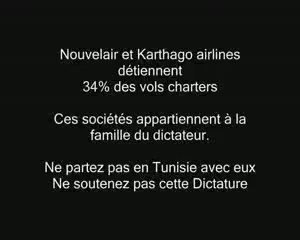 Nouvelair et Karthago airlines
détiennent
34% des vols charters
Ces sociétés appartiennent à la
famille du dictateur.
Ne partez pas en Tunisie avec eux
Ne soutenez pas cette Dictature